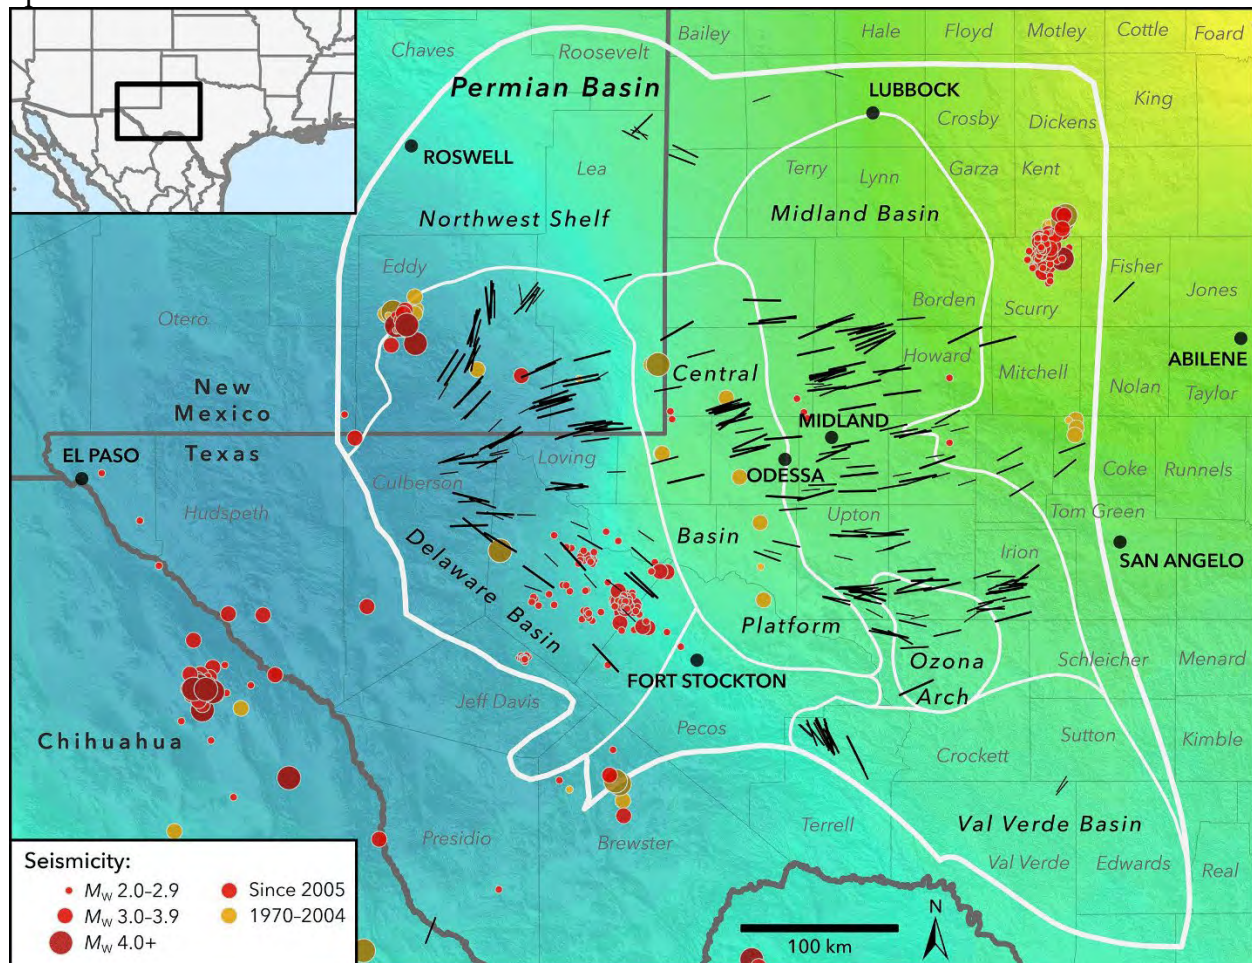 Chaves
Roosevelt
Bailey
Hale
Floyd
Motley
Cottle
Foard
Permian Basin
LUBBOCK
King
Crosby
Dickens
ROSWELL
Lea
Terry
Lynn
Garza
Kent
Northwest Shelf
Midland Basin
Eddy
Fisher
Jones
Otero
Borden
Scurry
Howard
ABILENE
Central
Mitchell
Nolan
Taylor
New
Mexico
MIDLAND
Texas
EL PASO
Loving
ODESSA
Coke
Runnels
Culberson
Hudspeth
Upton
Tom Green
Basin
Irion
SAN ANGELO
Delaware Basin
Platform
Ozona
Arch
Schleicher
Menard
FORT STOCKTON
Jeff Davis
Pecos
Chihuahua
Crockett
Sutton
Kimble
Presidio
Brewster
Terrell
Val Verde Basin
Val Verde
Edwards
Real
Seismicity:
Mw 2.0–2.9
Since 2005
Mw 3.0–3.9
1970–2004
Mw 4.0+
N
100 km